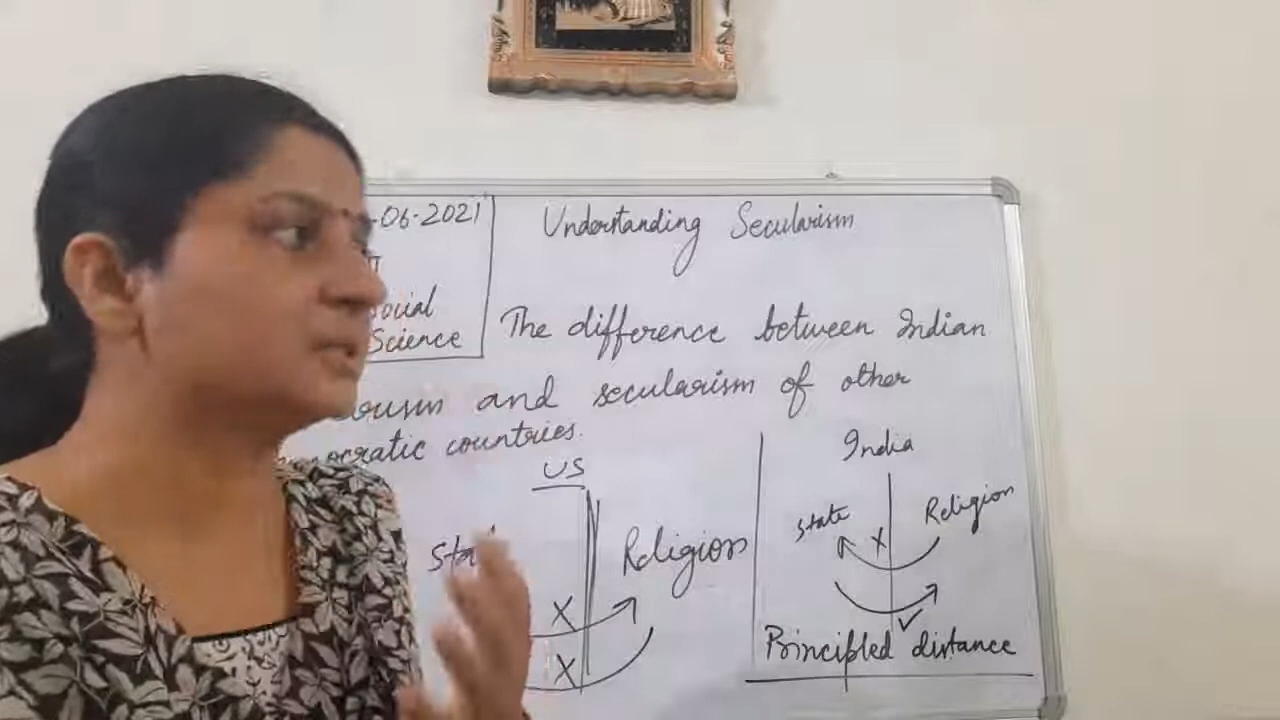 -06-2021
Understanding Secularism
Social
Science
The difference between Indian
and secularism of other
countries.
US
India
State
Religion
State
Religion
X
X
X
Principled distance